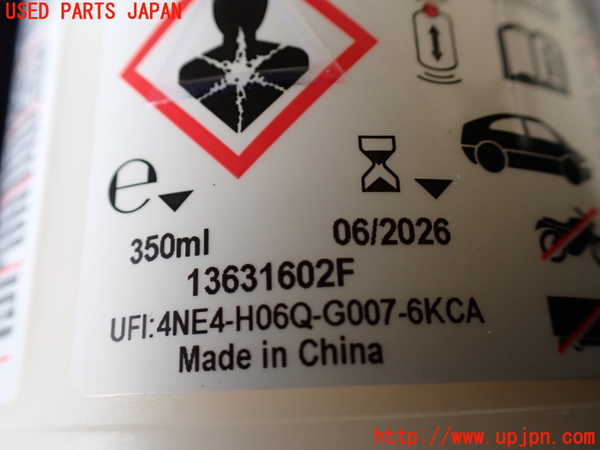 USED PARTS JAPAN
e
350ml
06/2026
13631602F
UFI:4NE4-H06Q-G007-6KCA
Made in China
http://www.upjpn.com